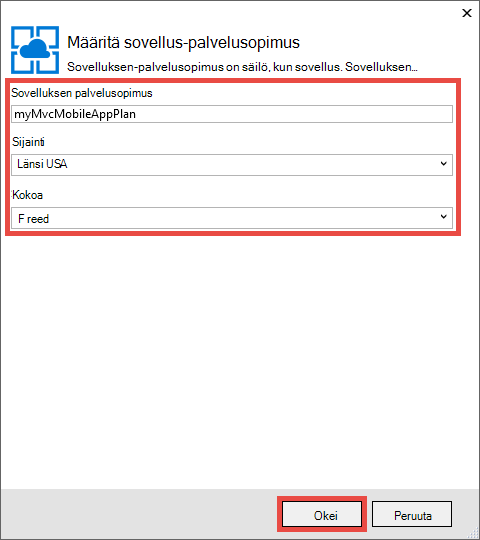 Määritä sovellus-palvelusopimus
Sovelluksen-palvelusopimus on säilö, kun sovellus. Sovelluksen...
Sovelluksen palvelusopimus
myMvcMobileAppPlan
Sijainti
Länsi USA
Kokoa
F reed
Okei
Peruuta